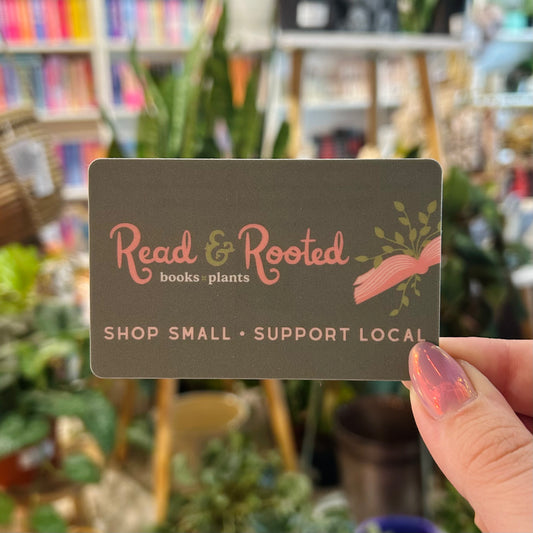 Read & Rooted
books × plants
SHOP SMALL • SUPPORT LOCAL